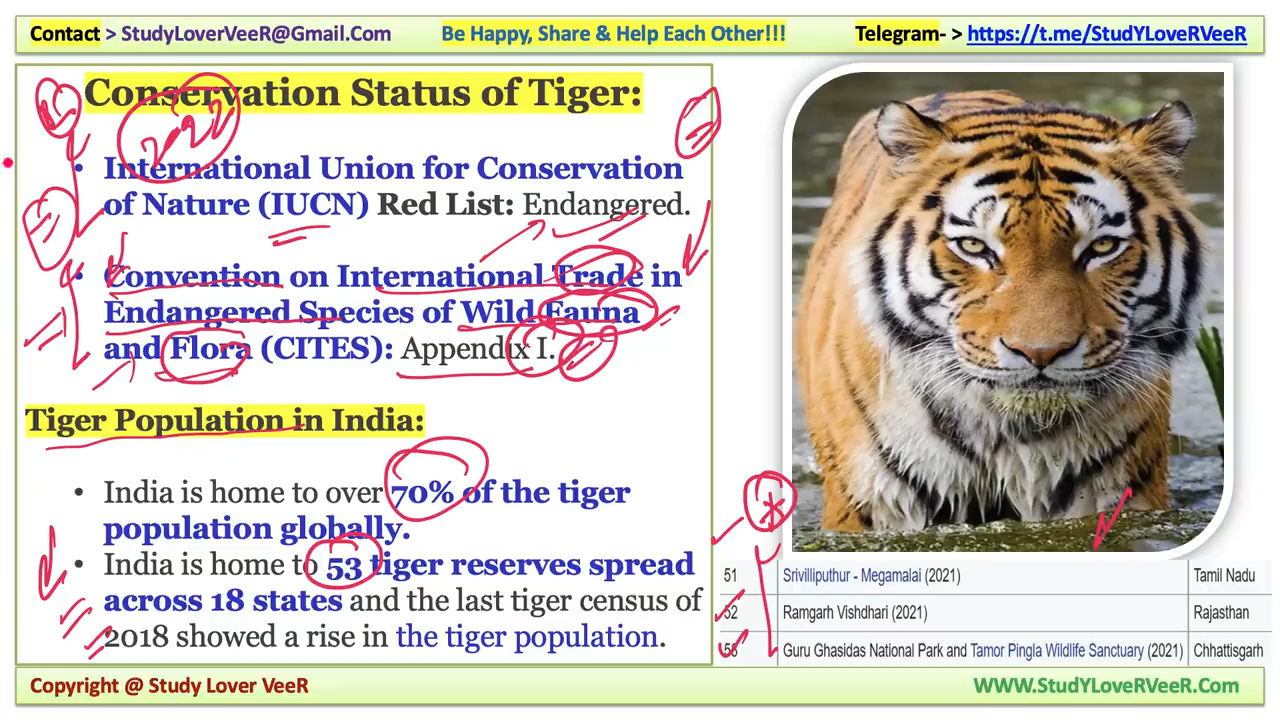 Contact > StudyLoverVeeR@Gmail.Com
Be Happy, Share & Help Each Other!!!
Telegram- > https://t.me/StudYLoVerVeeR
Conservation Status of Tiger:
• International Union for Conservation
of Nature (IUCN) Red List: Endangered.
• Convention on International Trade in
Endangered Species of Wild Fauna
and Flora (CITES): Appendix I.
Tiger Population in India:
• India is home to over 70% of the tiger
population globally.
• India is home to 53 tiger reserves spread
across 18 states and the last tiger census of
2018 showed a rise in the tiger population.
51 Srivilliputhur - Megamalai (2021) Tamil Nadu
52 Ramgarh Vishdhari (2021) Rajasthan
53 Guru Ghasidas National Park and Tamor Pingla Wildlife Sanctuary (2021) Chhattisgarh
Copyright @ Study Lover VeeR
WWW.StuDYLoVeRVeeR.Com